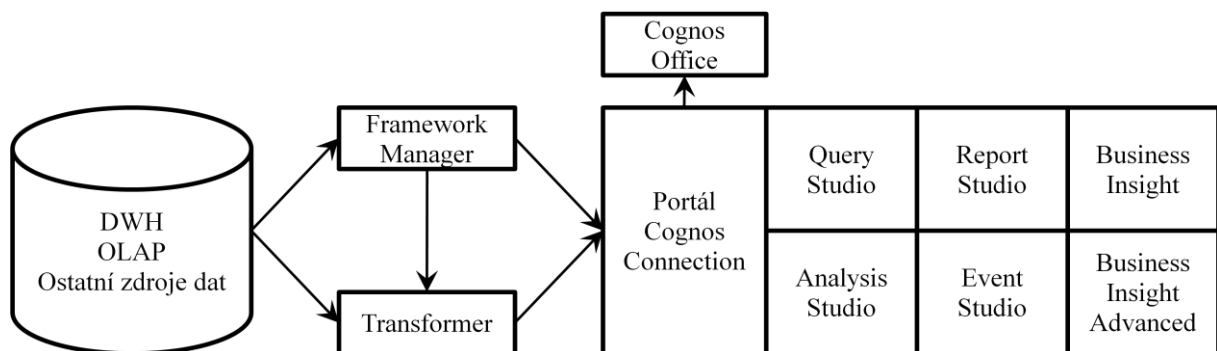 Cognos
Office
DWH
OLAP
Ostatní zdroje dat
Framework
Manager
Transformer
Portál
Cognos
Connection
Query
Studio
Report
Studio
Business
Insight
Analysis
Studio
Event
Studio
Business
Insight
Advanced